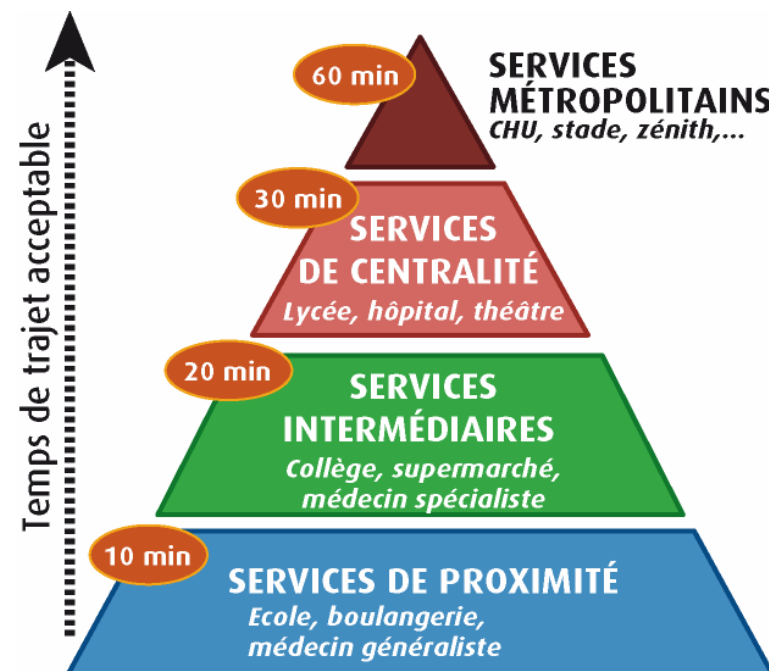 Temps de trajet acceptable
60 min
SERVICES
MÉTROPOLITAINS
CHU, stade, zénith,...
30 min
SERVICES
DE CENTRALITÉ
Lycée, hôpital, théâtre
20 min
SERVICES
INTERMÉDIAIRES
Collège, supermarché,
médecin spécialiste
10 min
SERVICES DE PROXIMITÉ
Ecole, boulangerie,
médecin généraliste